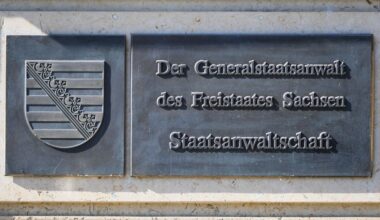 Der Generalstaatsanwalt
des Freistaates Sachsen
Staatsanwaltschaft